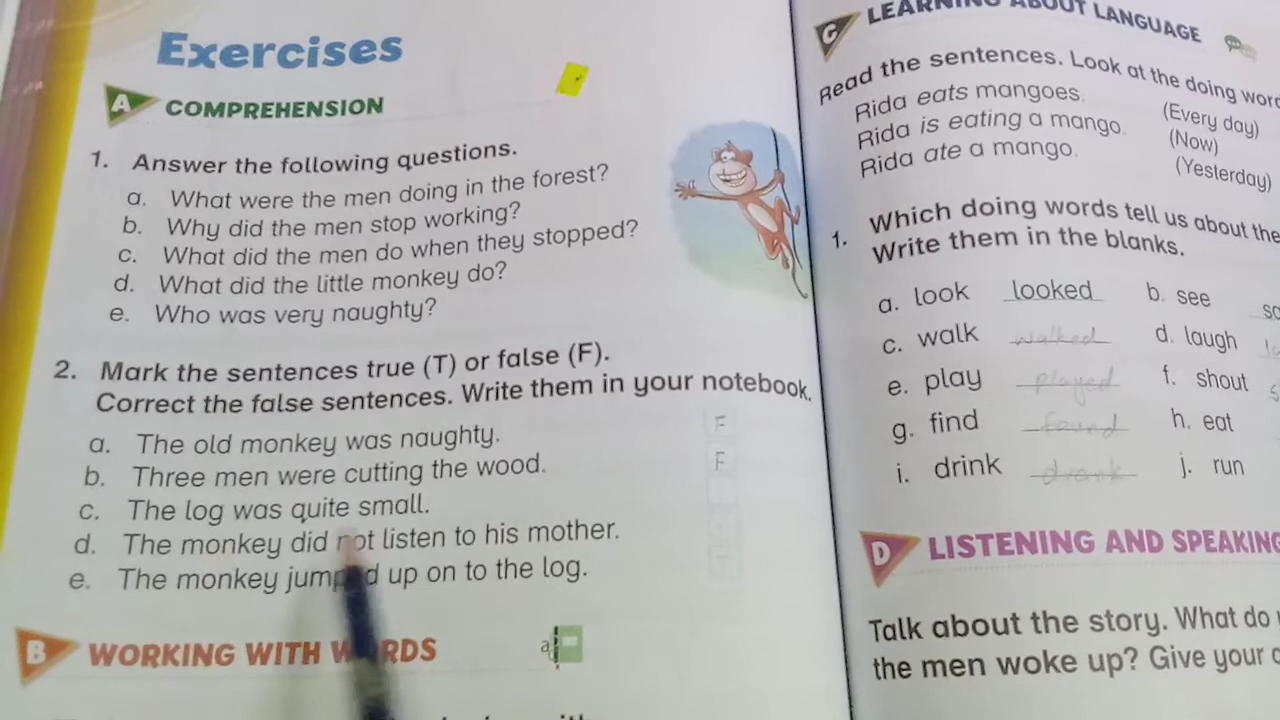 Exercises
A COMPREHENSION
1. Answer the following questions.
a. What were the men doing in the forest?
b. Why did the men stop working?
c. What did the men do when they stopped?
d. What did the little monkey do?
e. Who was very naughty?
2. Mark the sentences true (T) or false (F).
Correct the false sentences. Write them in your notebook.
a. The old monkey was naughty. F
b. Three men were cutting the wood. F
c. The log was quite small.
d. The monkey did not listen to his mother.
e. The monkey jumped up on to the log.
B WORKING WITH WORDS
LEARNING ABOUT LANGUAGE
Read the sentences. Look at the doing
Rida eats mangoes. (Every day)
Rida is eating a mango. (Now)
Rida ate a mango. (Yesterday)
1. Which doing words tell us about the
Write them in the blanks.
a. look looked b. see
c. walk walked d. laugh
e. play played f. shout
g. find found h. eat
i. drink drank j. run
D LISTENING AND SPEAKING
Talk about the story. What do
the men woke up? Give your